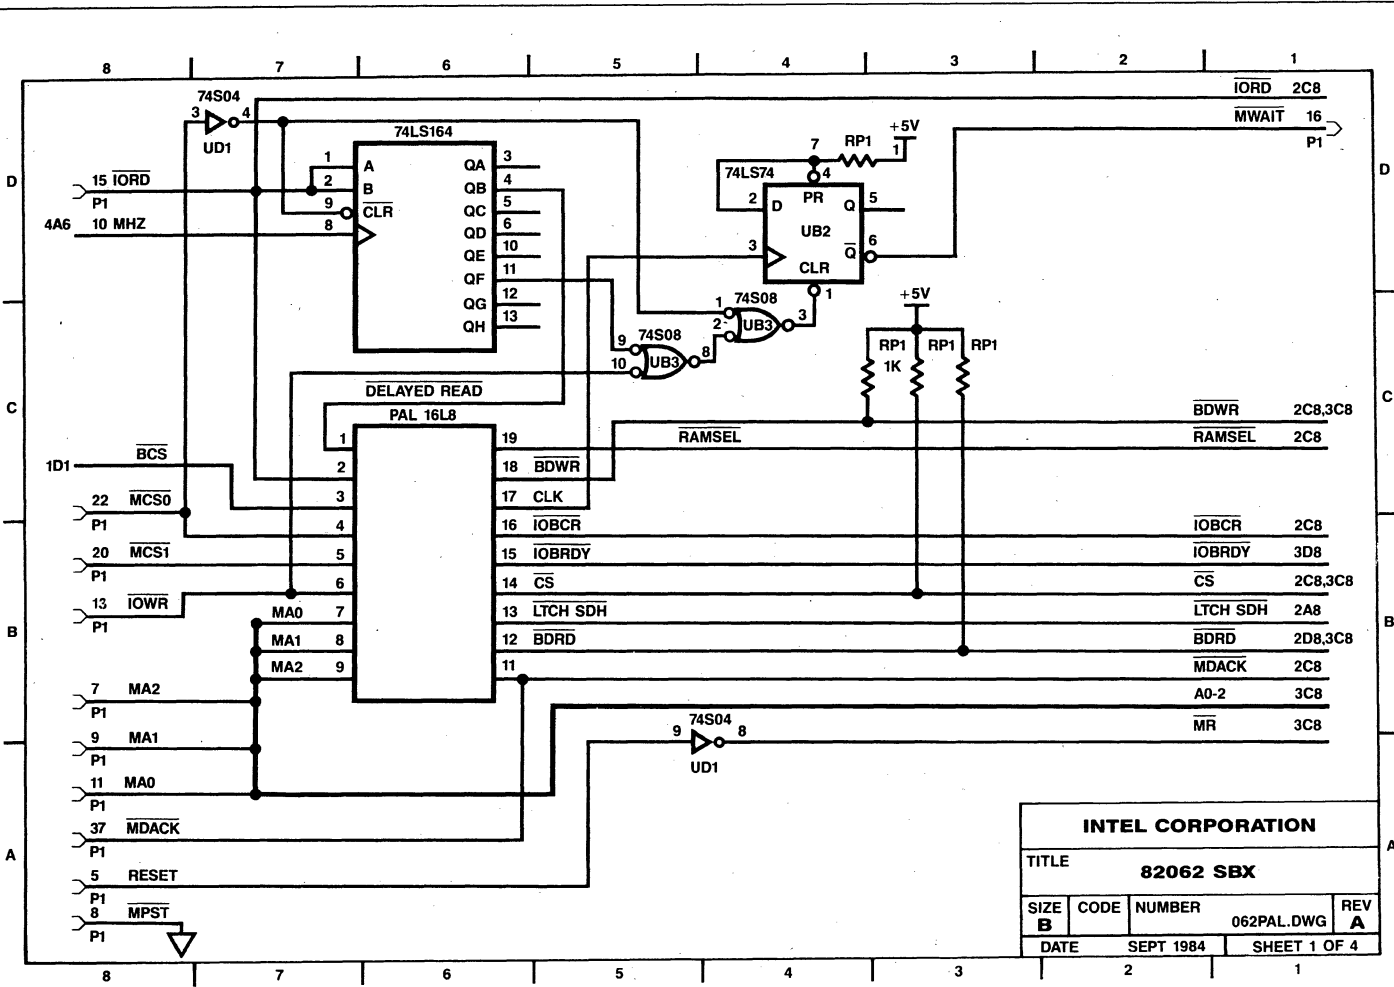 8 7 6 5 4 3 2 1
IORD 2C8
MWAIT 16
P1
74S04
3 4
UD1
74LS164
1 A QA 3
2 B QB 4
9 CLR QC 5
8 QD 6
QE 10
QF 11
QG 12
QH 13
D
15 IORD
P1
4A6 10 MHZ
+5V
1
RP1
7
74LS74
4
PR
2 D Q 5
UB2
3 Q 6
CLR
1
D
74S08
1
2
UB3 3
74S08
9
10
UB3 8
+5V
RP1 RP1 RP1
1K
C
DELAYED READ
PAL 16L8
1 19 RAMSEL RAMSEL 2C8
2 18 BDWR BDWR 2C8,3C8
3 17 CLK
4 16 IOBCR IOBCR 2C8
5 15 IOBRDY IOBRDY 3D8
6 14 CS CS 2C8,3C8
MA0 7 13 LTCH SDH LTCH SDH 2A8
MA1 8 12 BDRD BDRD 2D8,3C8
MA2 9 11 MDACK 2C8
A0-2 3C8
MR 3C8
C
1D1 BCS
22 MCS0
P1
20 MCS1
P1
13 IOWR
P1
B
B
7 MA2
P1
9 MA1
P1
11 MA0
P1
37 MDACK
P1
5 RESET
P1
8 MPST
P1
74S04
9 8
UD1
A
A
INTEL CORPORATION
TITLE
82062 SBX
SIZE CODE NUMBER REV
B 062PAL.DWG A
DATE SEPT 1984 SHEET 1 OF 4
8 7 6 5 4 3 2 1